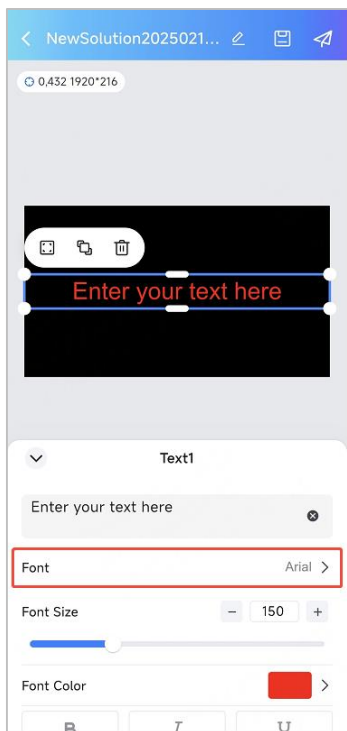 NewSolution2025021...
0,432 1920*216
Enter your text here
Text1
Enter your text here
Font Arial
Font Size 150
Font Color
B I U